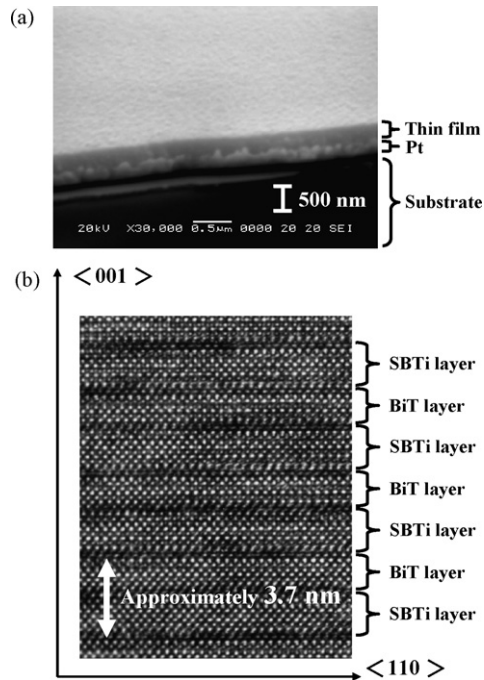 (a)
Thin film
Pt
500 nm
Substrate
20kV X30,000 0.5μm 0000 20 20 SEI
(b)
< 001 >
SBTi layer
BiT layer
SBTi layer
BiT layer
SBTi layer
BiT layer
Approximately 3.7 nm
SBTi layer
< 110 >